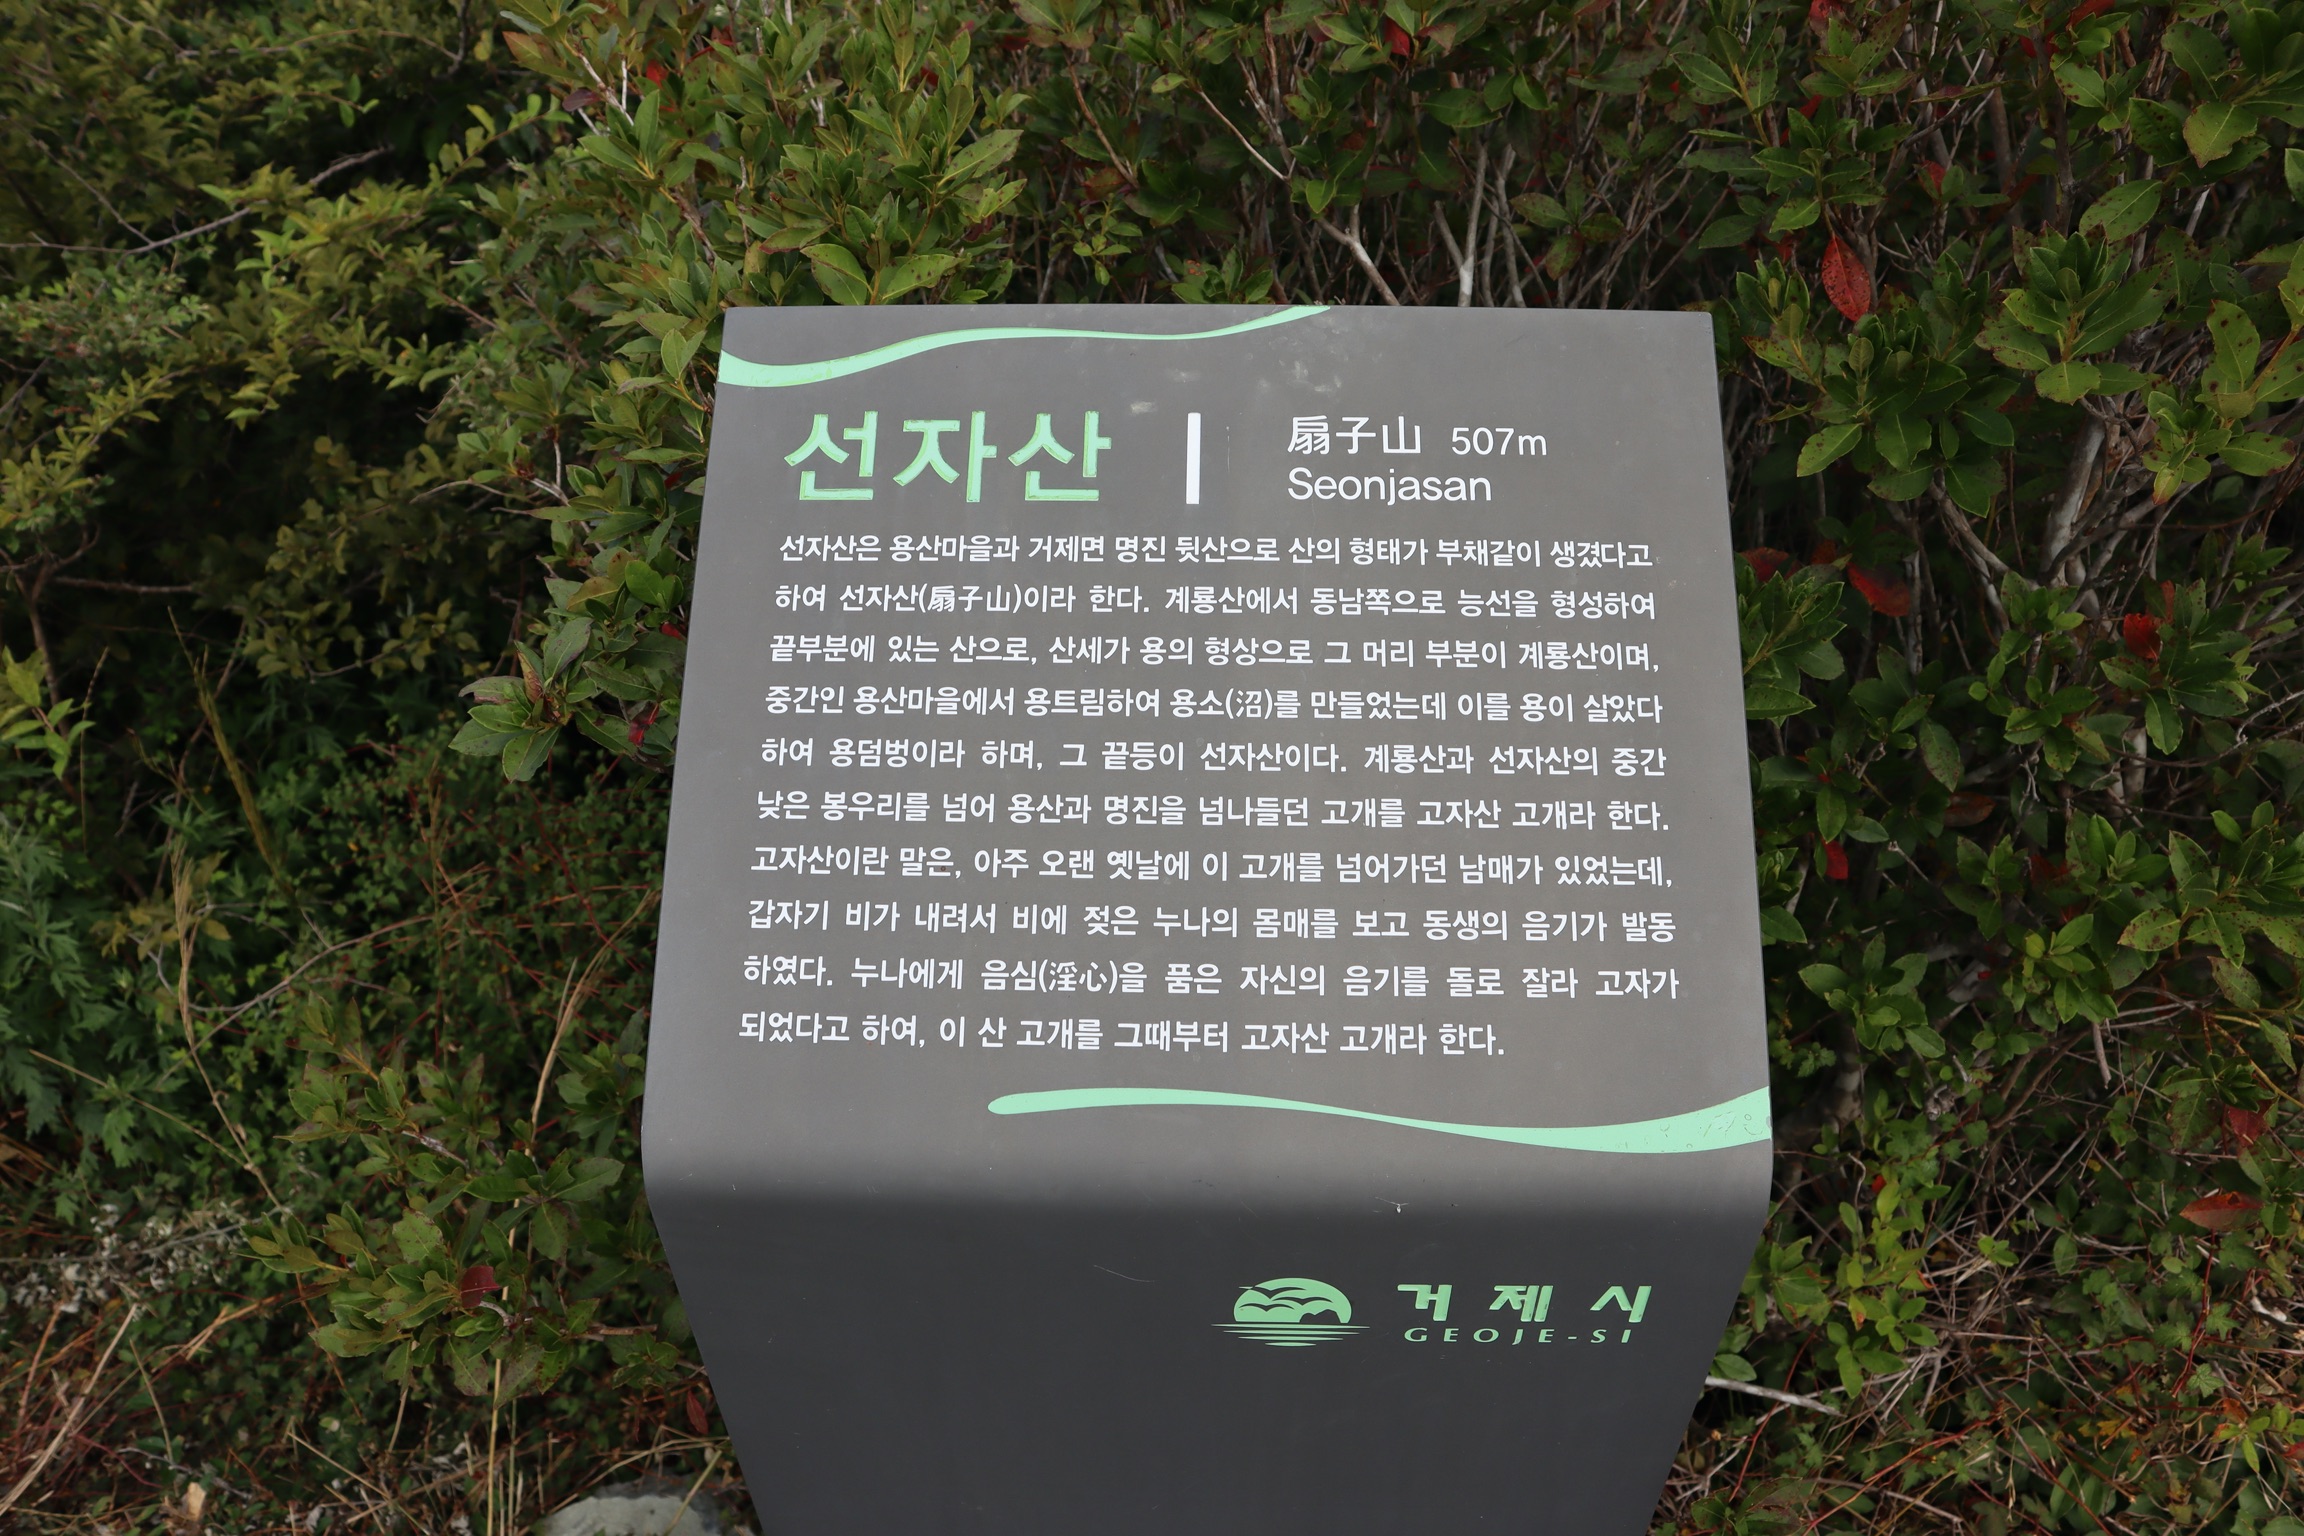 선자산
扇子山 507m
Seonjasan
선자산은 용산마을과 거제면 명진 뒷산으로 산의 형태가 부채같이 생겼다고
하여 선자산(扇子山)이라 한다. 계룡산에서 동남쪽으로 능선을 형성하여
끝부분에 있는 산으로, 산세가 용의 형상으로 그 머리 부분이 계룡산이며,
중간인 용산마을에서 용트림하여 용소(沼)를 만들었는데 이를 용이 살았다
하여 용덤벙이라 하며, 그 끝등이 선자산이다. 계룡산과 선자산의 중간
낮은 봉우리를 넘어 용산과 명진을 넘나들던 고개를 고자산 고개라 한다.
고자산이란 말은, 아주 오랜 옛날에 이 고개를 넘어가던 남매가 있었는데,
갑자기 비가 내려서 비에 젖은 누나의 몸매를 보고 동생의 음기가 발동
하였다. 누나에게 음심(淫心)을 품은 자신의 음기를 돌로 잘라 고자가
되었다고 하여, 이 산 고개를 그때부터 고자산 고개라 한다.
거제시
GEOJE-SI